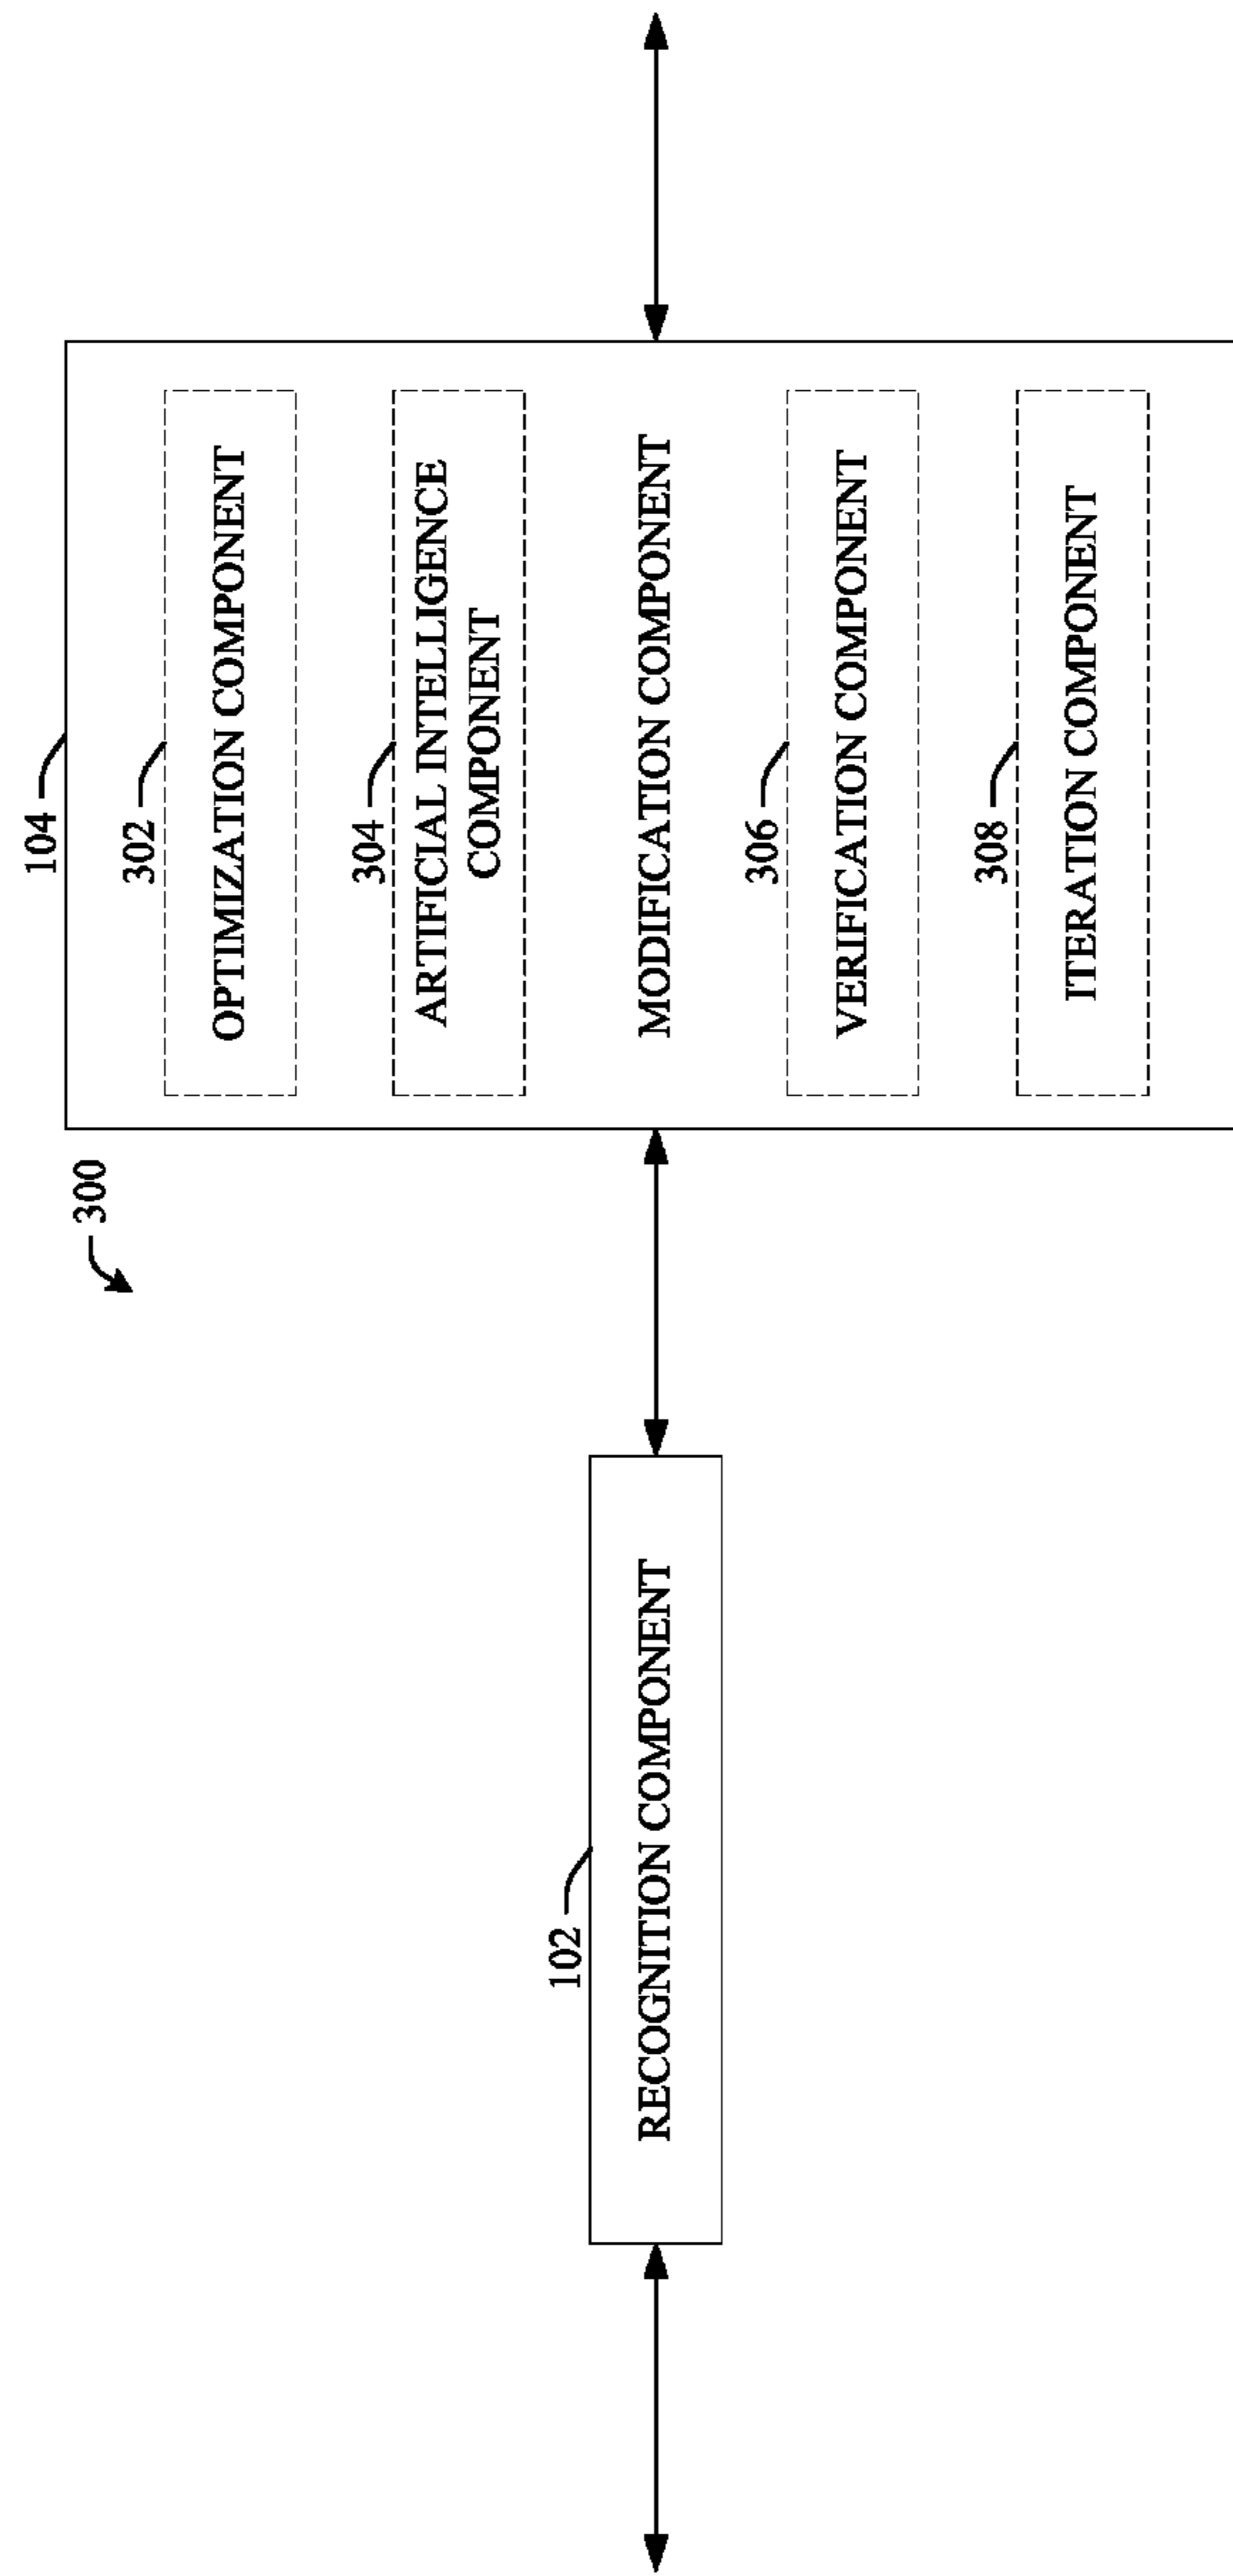 300
102
RECOGNITION COMPONENT
104
302
OPTIMIZATION COMPONENT
304
ARTIFICIAL INTELLIGENCE
COMPONENT
MODIFICATION COMPONENT
306
VERIFICATION COMPONENT
308
ITERATION COMPONENT